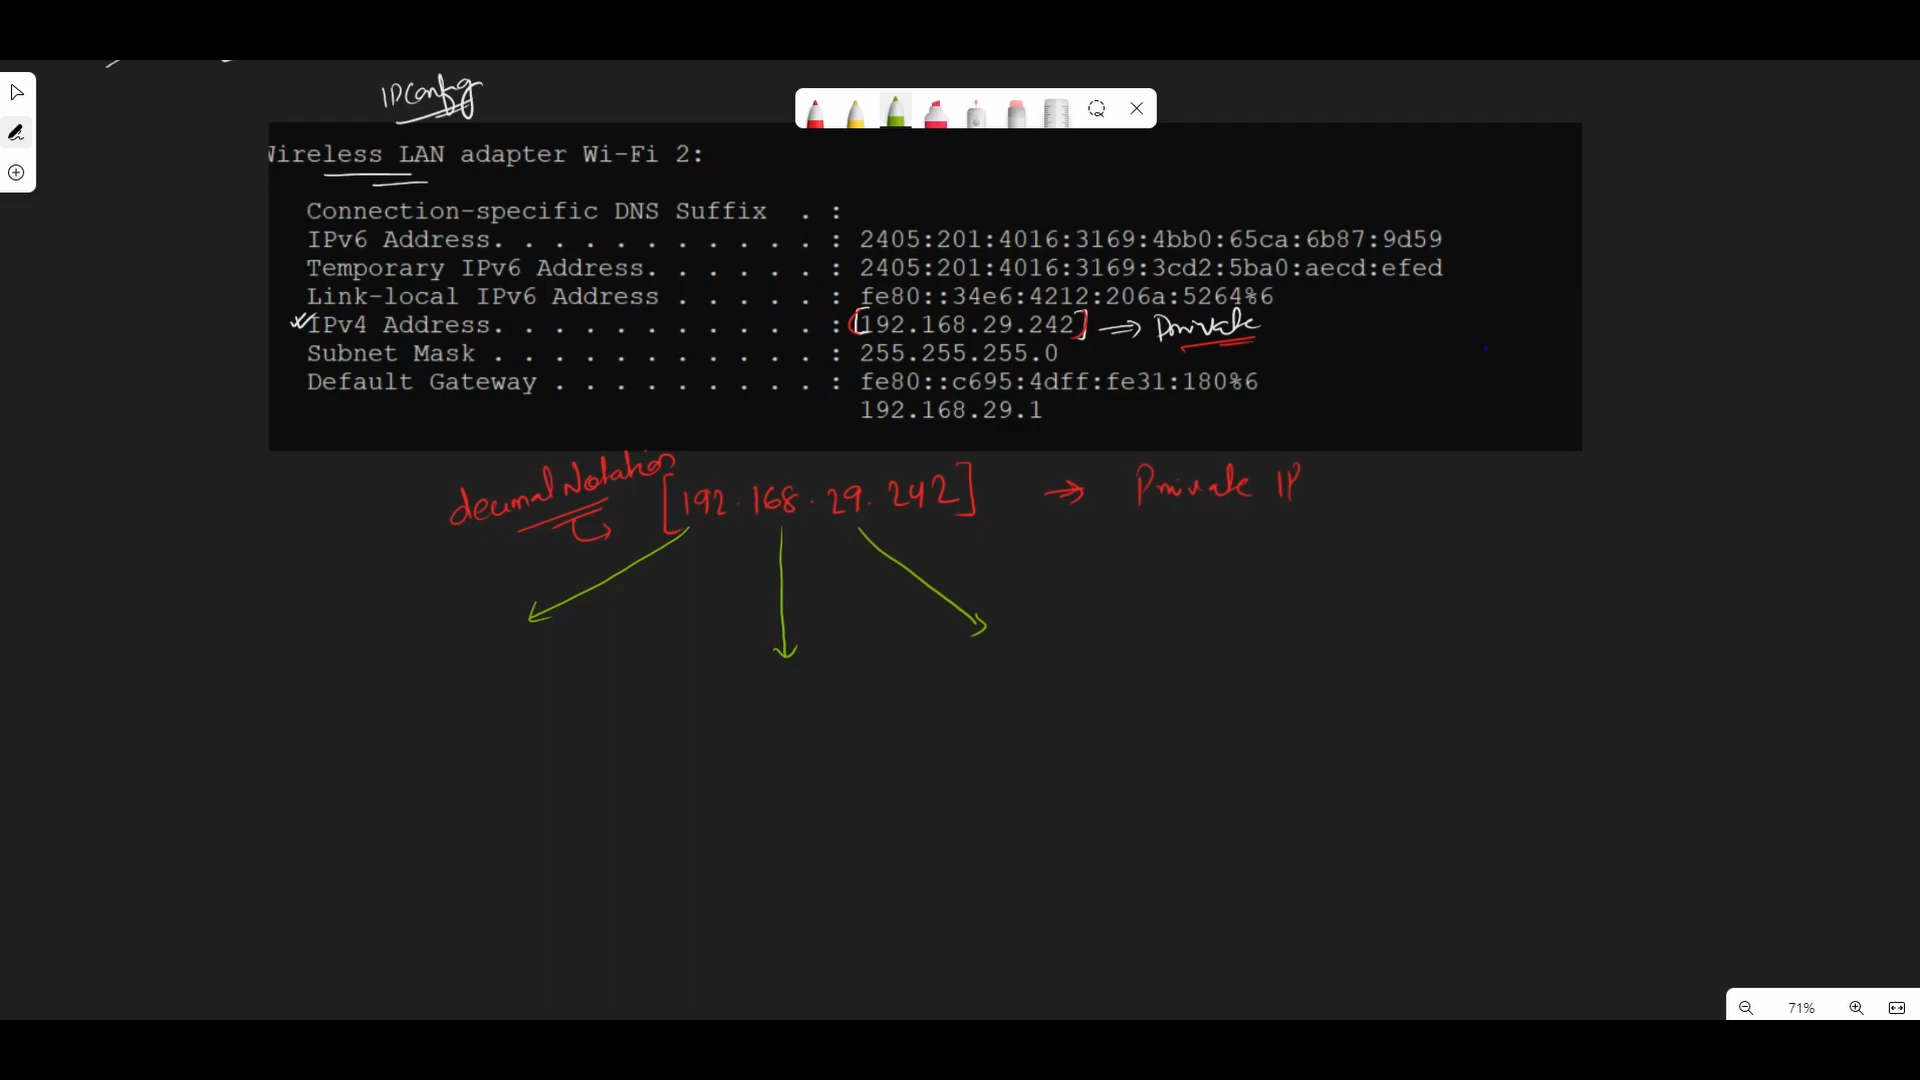 IPConfig
Wireless LAN adapter Wi-Fi 2:
Connection-specific DNS Suffix . :
IPv6 Address. . . . . . . . . . . : 2405:201:4016:3169:4bb0:65ca:6b87:9d59
Temporary IPv6 Address. . . . . . : 2405:201:4016:3169:3cd2:5ba0:aecd:efed
Link-local IPv6 Address . . . . . : fe80::34e6:4212:206a:5264%6
IPv4 Address. . . . . . . . . . . : [192.168.29.242] → Private
Subnet Mask . . . . . . . . . . . : 255.255.255.0
Default Gateway . . . . . . . . . : fe80::c695:4dff:fe31:180%6
192.168.29.1
decimal Notation [192.168.29.242] → Private IP
71%